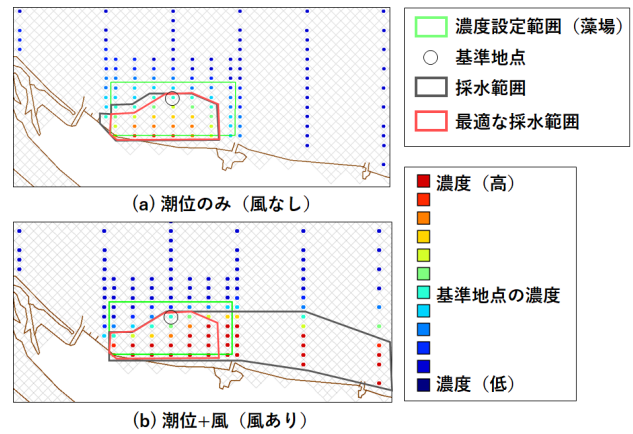 濃度設定範囲（藻場）
基準地点
採水範囲
最適な採水範囲
(a) 潮位のみ（風なし）
濃度（高）
基準地点の濃度
濃度（低）
(b) 潮位+風（風あり）